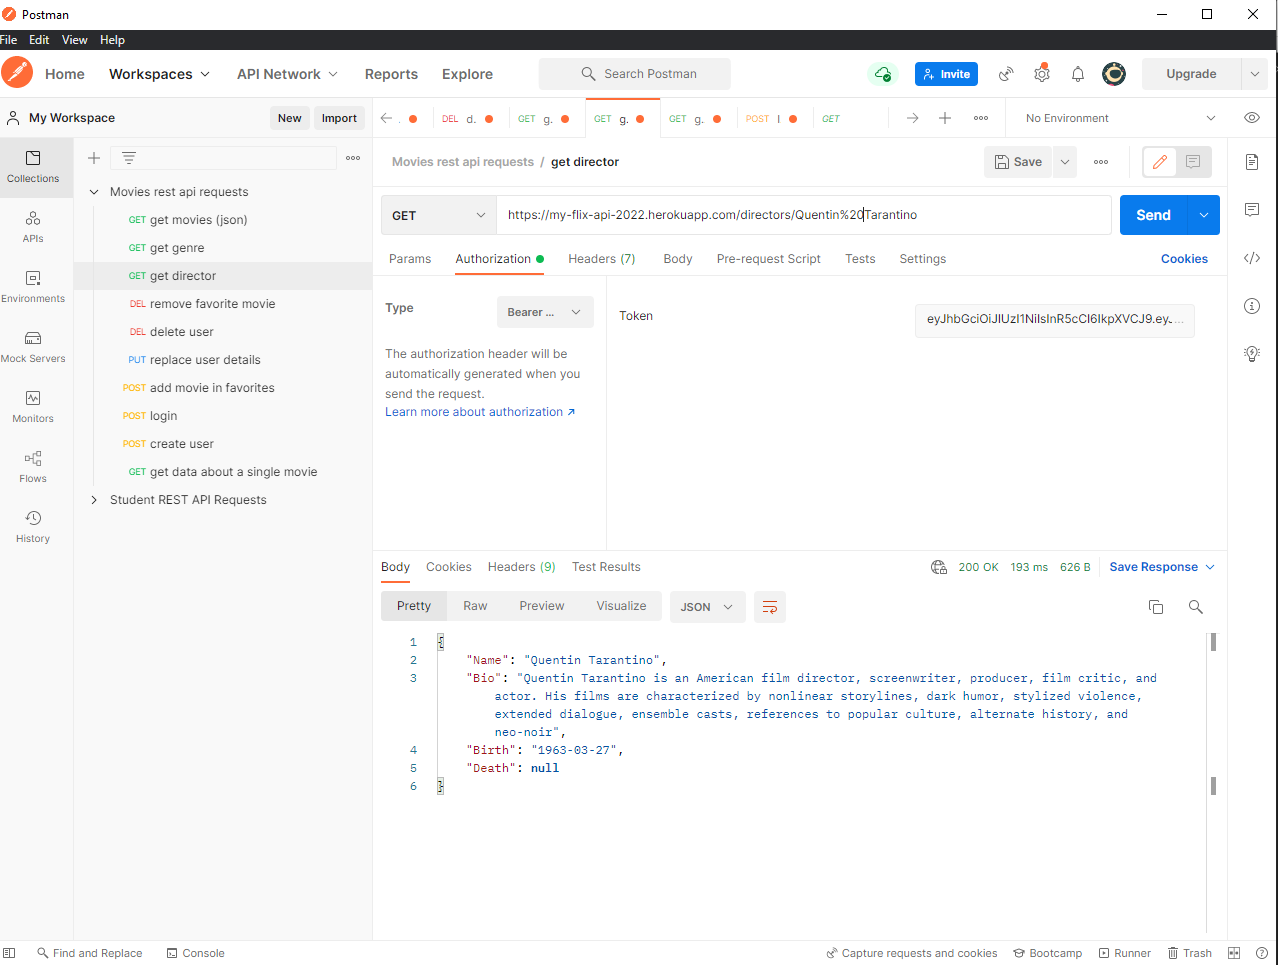 Postman
File Edit View Help
Home Workspaces API Network Reports Explore Search Postman Invite Upgrade
My Workspace New Import
. DEL d. GET g. GET g. GET g. POST l GET No Environment
Collections
APIs
Environments
Mock Servers
Monitors
Flows
History
Movies rest api requests
GET get movies (json)
GET get genre
GET get director
DEL remove favorite movie
DEL delete user
PUT replace user details
POST add movie in favorites
POST login
POST create user
GET get data about a single movie
Student REST API Requests
Movies rest api requests / get director Save
GET https://my-flix-api-2022.herokuapp.com/directors/Quentin%20Tarantino Send
Params Authorization Headers (7) Body Pre-request Script Tests Settings Cookies
Type Bearer ...
The authorization header will be
automatically generated when you
send the request.
Learn more about authorization ↗
Token eyJhbGciOiJIUzI1NiIsInR5cCI6IkpXVCJ9.eyJ...
Body Cookies Headers (9) Test Results 200 OK 193 ms 626 B Save Response
Pretty Raw Preview Visualize JSON
1 {
2 "Name": "Quentin Tarantino",
3 "Bio": "Quentin Tarantino is an American film director, screenwriter, producer, film critic, and
actor. His films are characterized by nonlinear storylines, dark humor, stylized violence,
extended dialogue, ensemble casts, references to popular culture, alternate history, and
neo-noir",
4 "Birth": "1963-03-27",
5 "Death": null
6 }
Find and Replace Console Capture requests and cookies Bootcamp Runner Trash